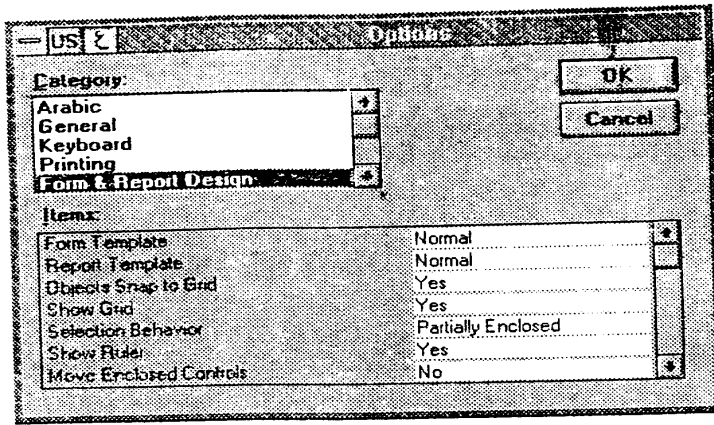 US ع Options
Category:
OK
Arabic
General
Cancel
Keyboard
Printing
Form & Report Design
Items:
Form Template Normal
Report Template Normal
Objects Snap to Grid Yes
Show Grid Yes
Selection Behavior Partially Enclosed
Show Ruler Yes
Move Enclosed Controls No